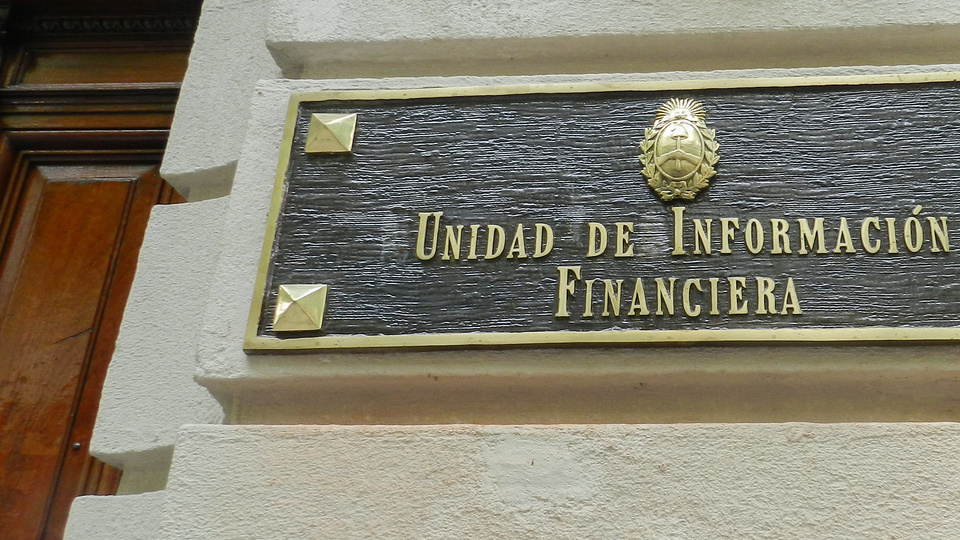 UNIDAD DE INFORMACIÓN
FINANCIERA